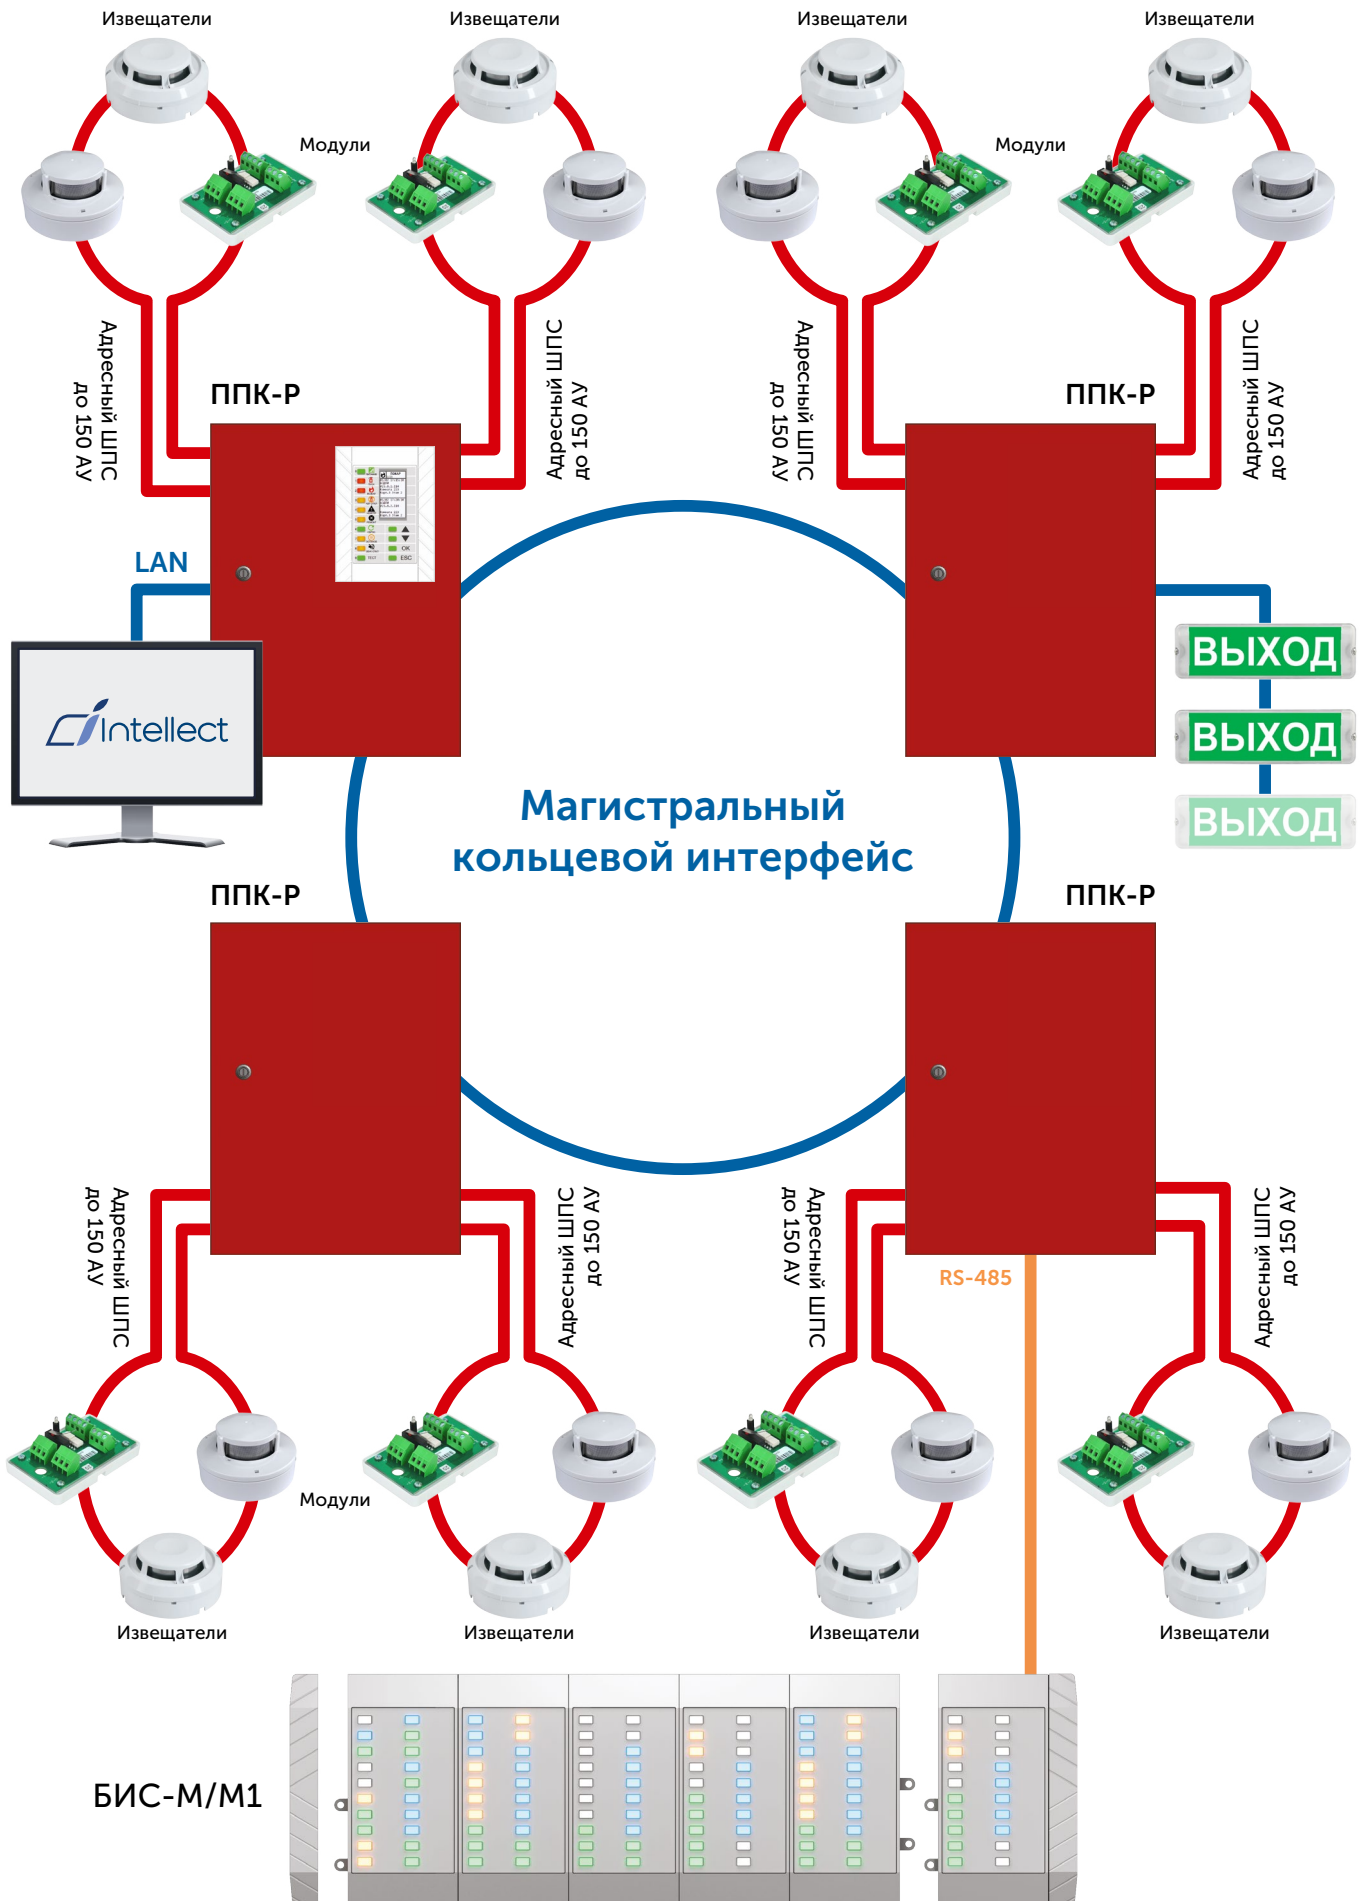 Извещатели
Извещатели
Извещатели
Извещатели
Модули
Модули
Адресный ШПС
до 150 АУ
Адресный ШПС
до 150 АУ
Адресный ШПС
до 150 АУ
Адресный ШПС
до 150 АУ
ППК-Р
ППК-Р
OK
ESC
LAN
Intellect
ВЫХОД
ВЫХОД
ВЫХОД
Магистральный
кольцевой интерфейс
ППК-Р
ППК-Р
Адресный ШПС
до 150 АУ
Адресный ШПС
до 150 АУ
Адресный ШПС
до 150 АУ
Адресный ШПС
до 150 АУ
RS-485
Модули
Извещатели
Извещатели
Извещатели
Извещатели
БИС-М/М1